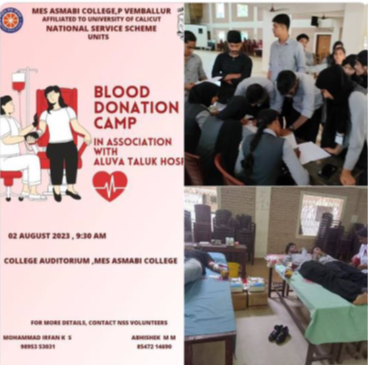 MES ASMABI COLLEGE,P VEMBALLUR
AFFILIATED TO UNIVERSITY OF CALICUT
NATIONAL SERVICE SCHEME
UNITS
BLOOD
DONATION
CAMP
IN ASSOCIATION
WITH
ALUVA TALUK HOSP
02 AUGUST 2023 , 9:30 AM
COLLEGE AUDITORIUM ,MES ASMABI COLLEGE
FOR MORE DETAILS, CONTACT NSS VOLUNTEERS
MOHAMMAD IRFAN K S
ABHISHEK M M
98953 53031
85472 14690